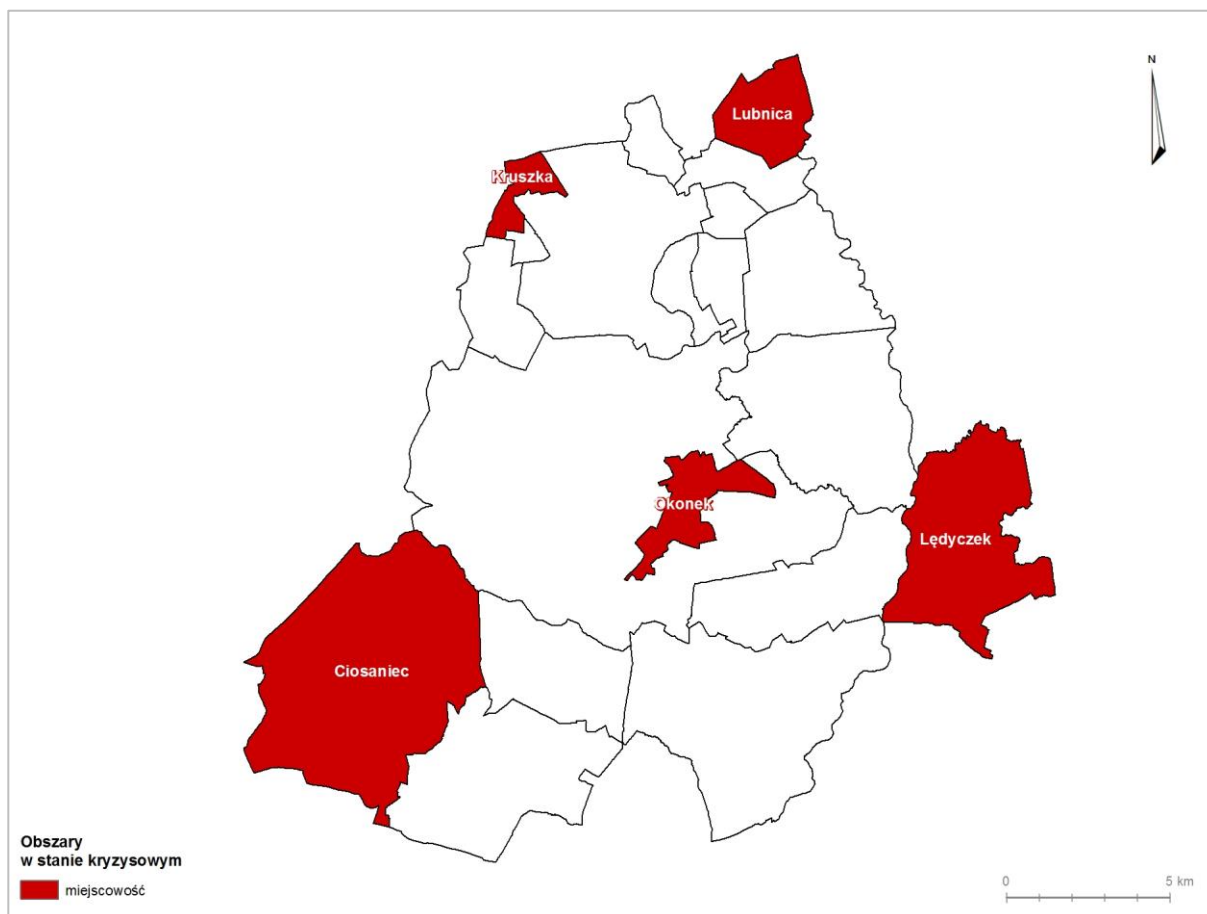 N
Lubnica
Kruszka
Okonek
Lędyczek
Ciosaniec
Obszary
w stanie kryzysowym
miejscowość
0 5 km